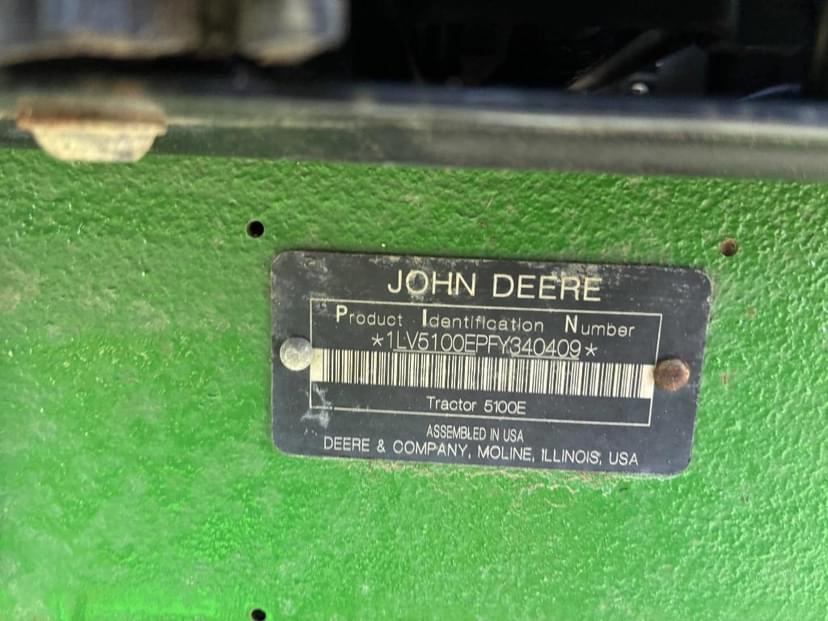 JOHN DEERE
Product Identification Number
*1LV5100EPFY340409*
Tractor 5100E
ASSEMBLED IN USA
DEERE & COMPANY, MOLINE, ILLINOIS, USA